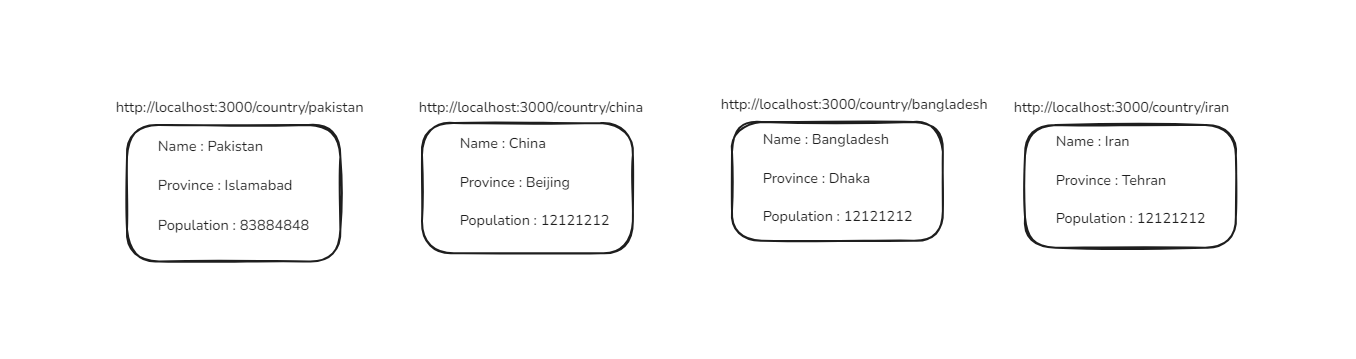 http://localhost:3000/country/pakistan
Name : Pakistan
Province : Islamabad
Population : 83884848
http://localhost:3000/country/china
Name : China
Province : Beijing
Population : 12121212
http://localhost:3000/country/bangladesh
Name : Bangladesh
Province : Dhaka
Population : 12121212
http://localhost:3000/country/iran
Name : Iran
Province : Tehran
Population : 12121212